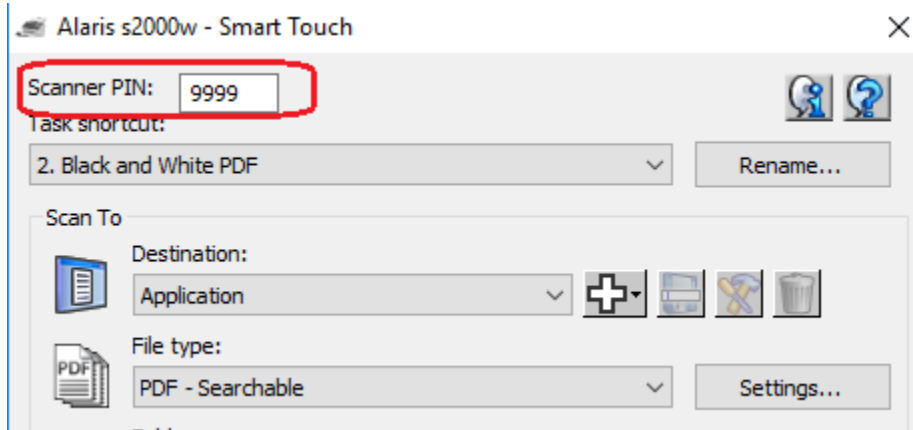 Alaris s2000w - Smart Touch
Scanner PIN: 9999
Task shortcut:
2. Black and White PDF
Rename...
Scan To
Destination:
Application
File type:
PDF
PDF - Searchable
Settings...